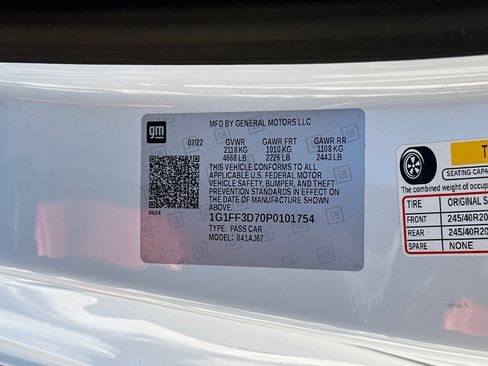 gm
MFD BY GENERAL MOTORS LLC
07/22 GVWR GAWR FRT GAWR RR
2118 KG 1010 KG 1108 KG
4668 LB 2226 LB 2443 LB
THIS VEHICLE CONFORMS TO ALL
APPLICABLE U.S. FEDERAL MOTOR
VEHICLE SAFETY, BUMPER, AND THEFT
PREVENTION STANDARDS IN EFFECT ON
THE DATE OF MANUFACTURE SHOWN
ABOVE.
1G1FF3D70P0101754
TYPE: PASS CAR
MODEL: 041AJ67
SEATING CAPA
The combined weight of occup
TIRE ORIGINAL S
FRONT 245/40R20
REAR 245/40R20
SPARE NONE